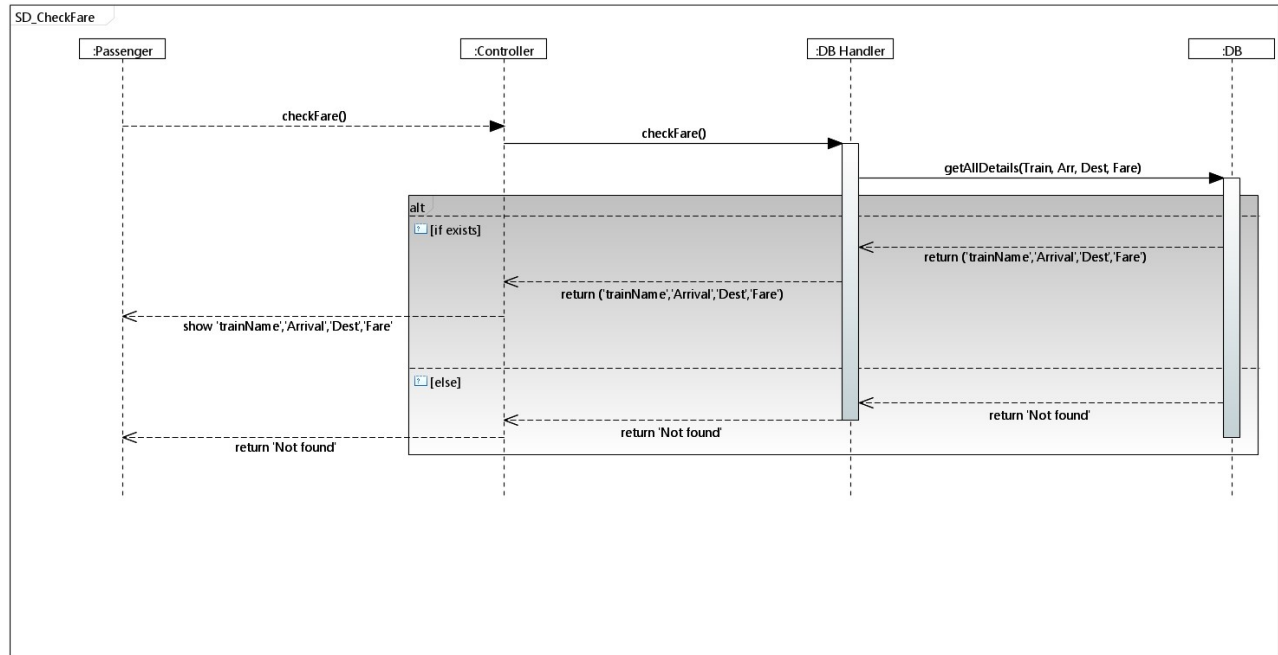 SD_CheckFare
:Passenger
:Controller
:DB Handler
:DB
checkFare()
checkFare()
getAllDetails(Train, Arr, Dest, Fare)
alt
[if exists]
return ('trainName','Arrival','Dest','Fare')
return ('trainName','Arrival','Dest','Fare')
show 'trainName','Arrival','Dest','Fare'
[else]
return 'Not found'
return 'Not found'
return 'Not found'